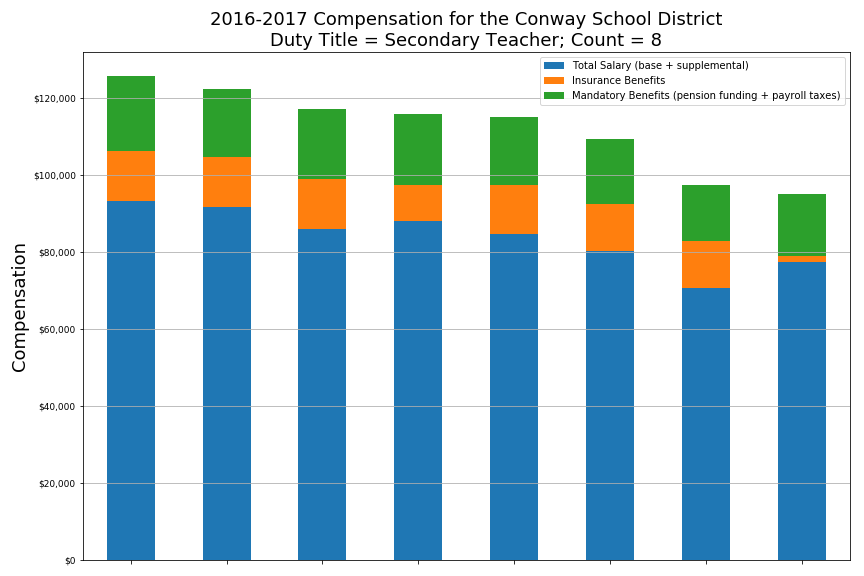 2016-2017 Compensation for the Conway School District
Duty Title = Secondary Teacher; Count = 8
Total Salary (base + supplemental)
Insurance Benefits
Mandatory Benefits (pension funding + payroll taxes)
$120,000
$100,000
$80,000
$60,000
$40,000
$20,000
$0
Compensation